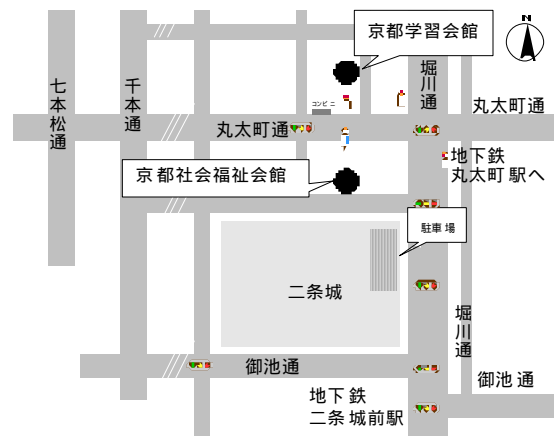 N
京都学習会館
七本松通
千本通
堀川通
コンビニ
丸太町通
丸太町通
地下鉄
丸太町駅へ
京都社会福祉会館
駐車場
二条城
堀川通
御池通
御池通
地下鉄
二条城前駅